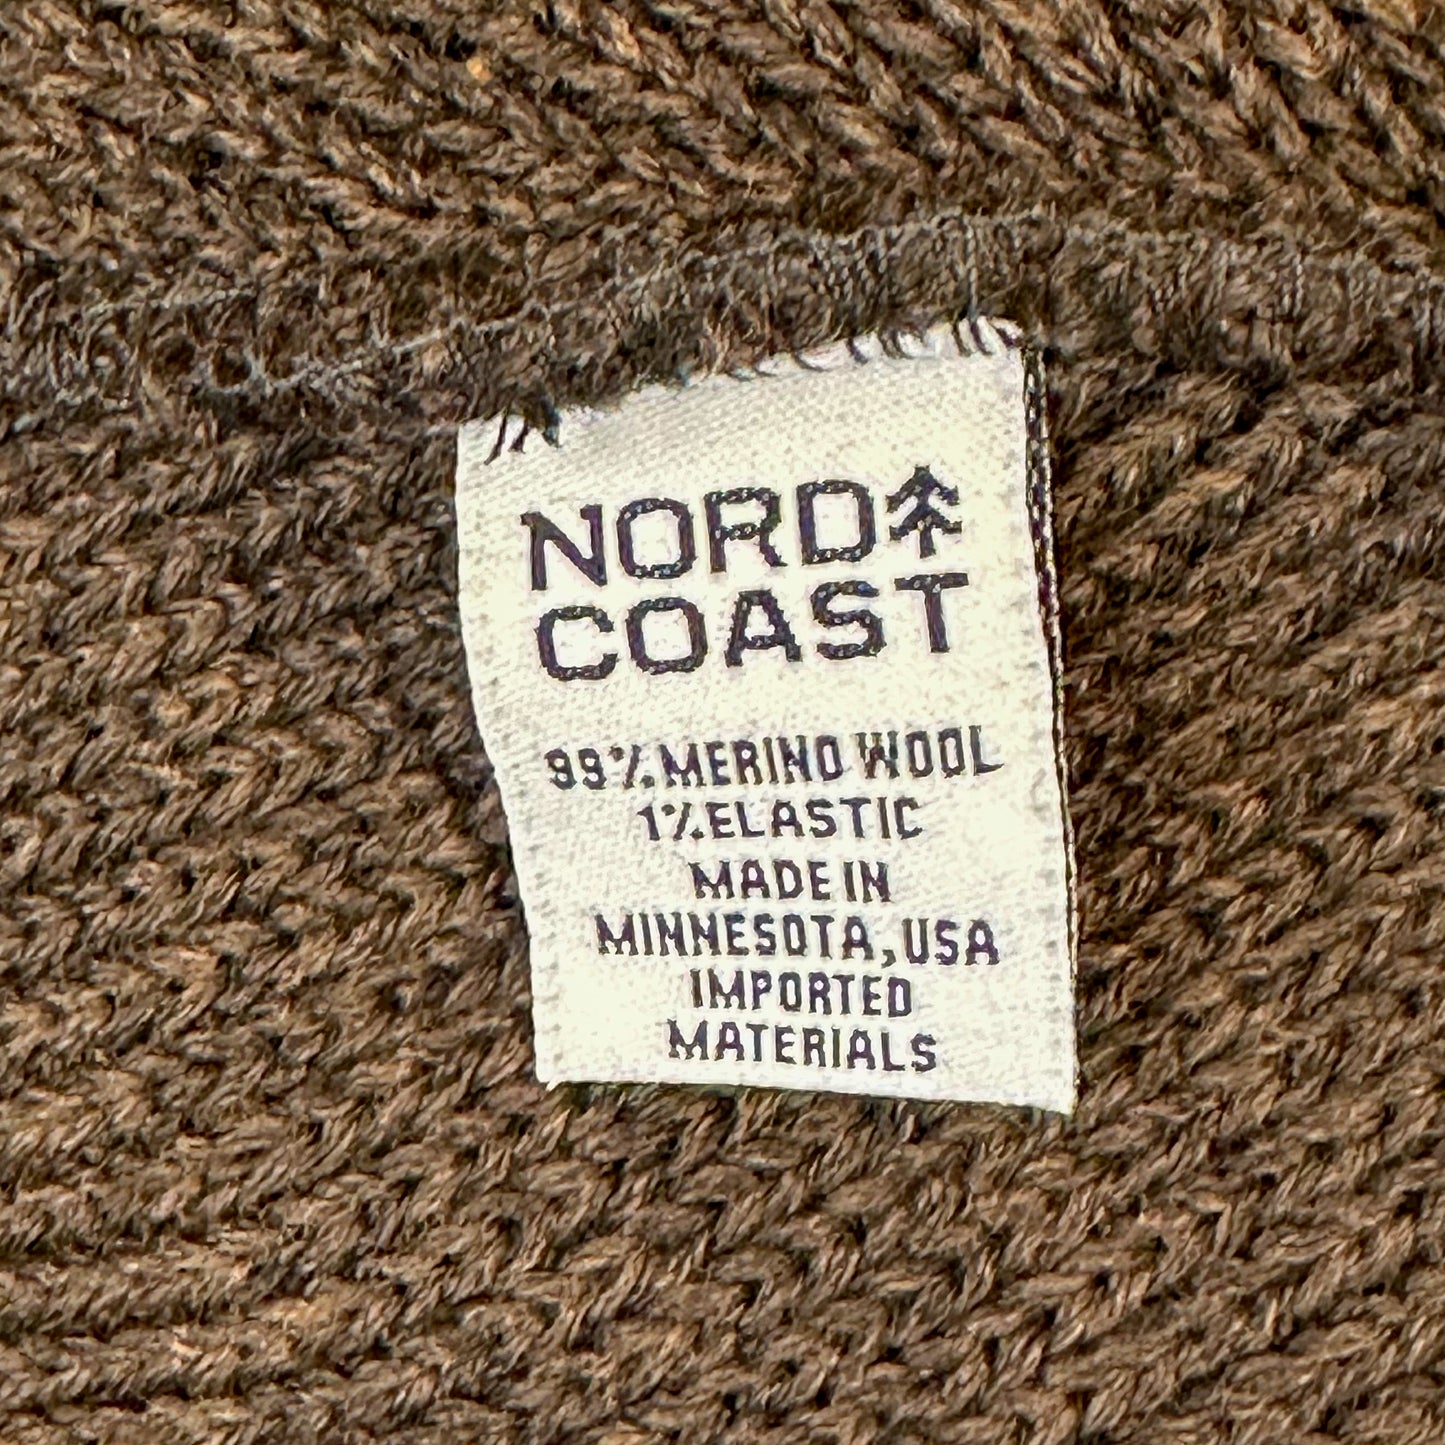 NORD
COAST
99% MERINO WOOL
1% ELASTIC
MADE IN
MINNESOTA, USA
IMPORTED
MATERIALS